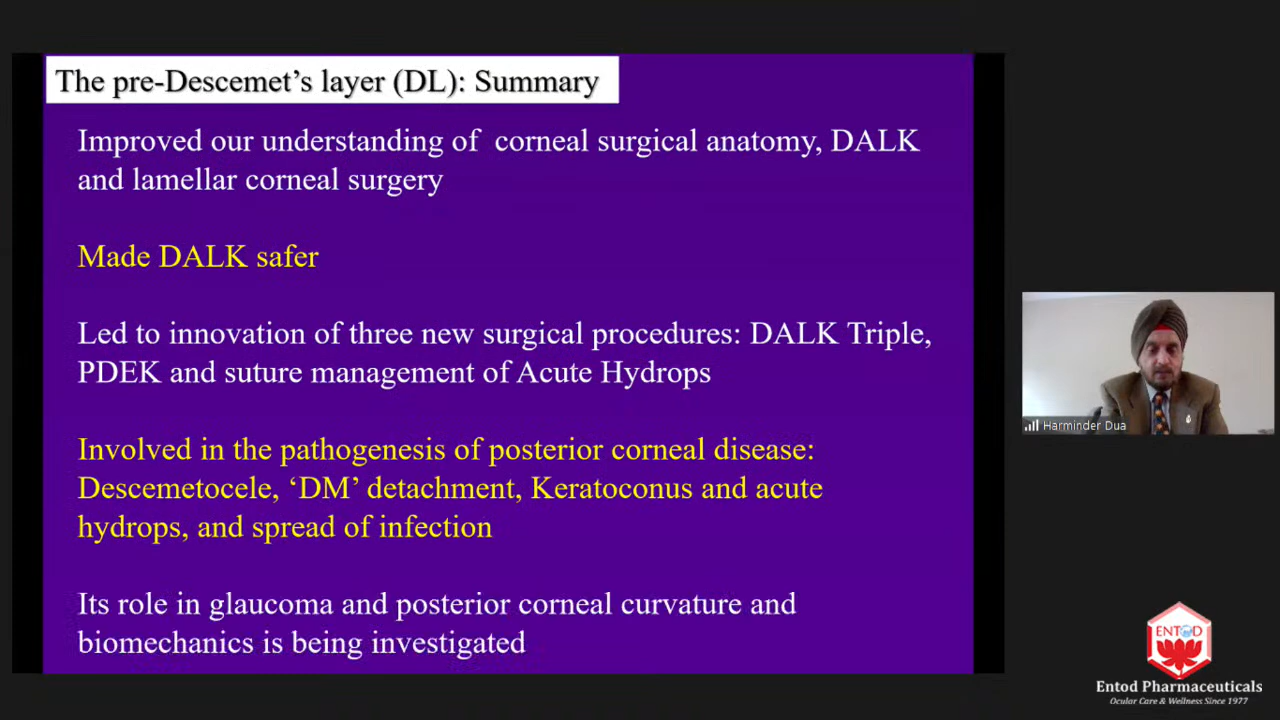 The pre-Descemet's layer (DL): Summary
Improved our understanding of corneal surgical anatomy, DALK
and lamellar corneal surgery
Made DALK safer
Led to innovation of three new surgical procedures: DALK Triple,
PDEK and suture management of Acute Hydrops
Involved in the pathogenesis of posterior corneal disease:
Descemetocele, ‘DM’ detachment, Keratoconus and acute
hydrops, and spread of infection
Its role in glaucoma and posterior corneal curvature and
biomechanics is being investigated
Harminder Dua
ENTOD
Entod Pharmaceuticals
Ocular Care & Wellness Since 1977